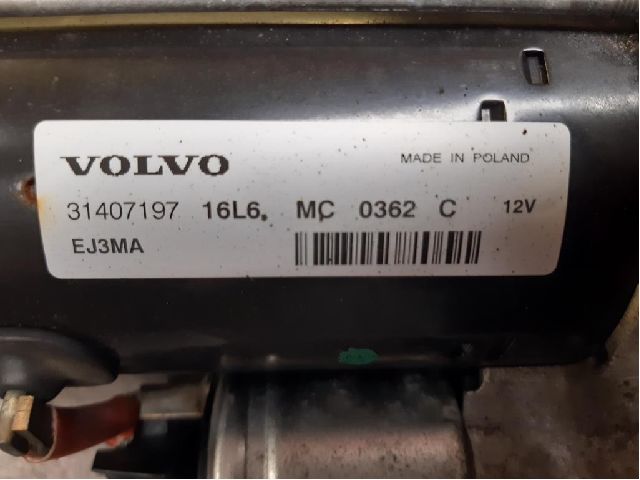 VOLVO MADE IN POLAND
31407197 16L6. MC 0362 C 12V
EJ3MA